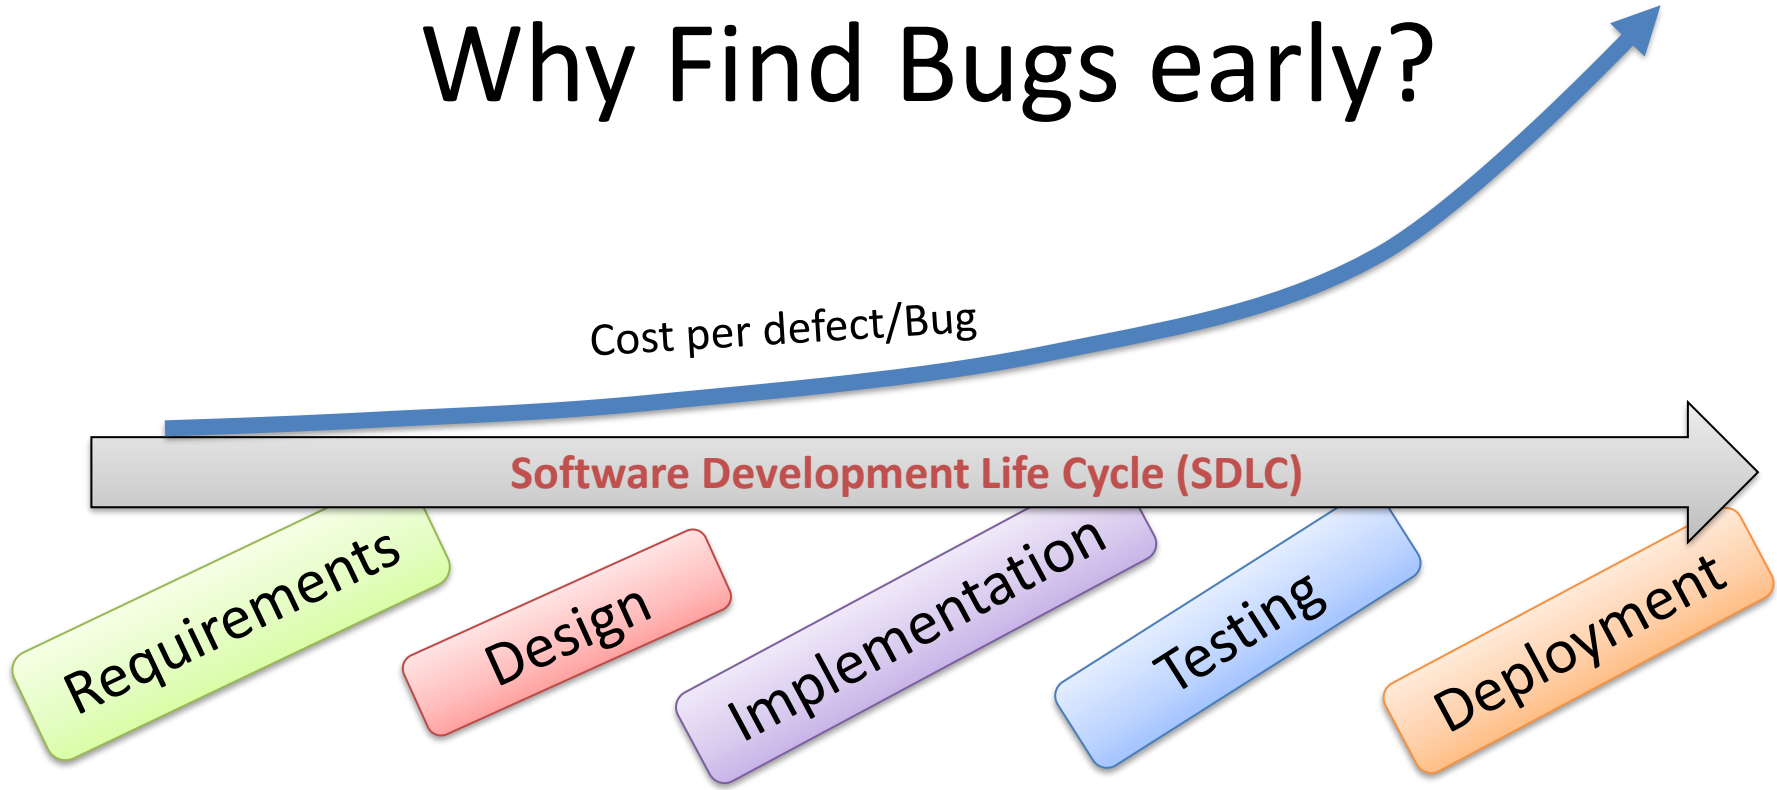 Why Find Bugs early?
Cost per defect/Bug
Software Development Life Cycle (SDLC)
Requirements
Design
Implementation
Testing
Deployment